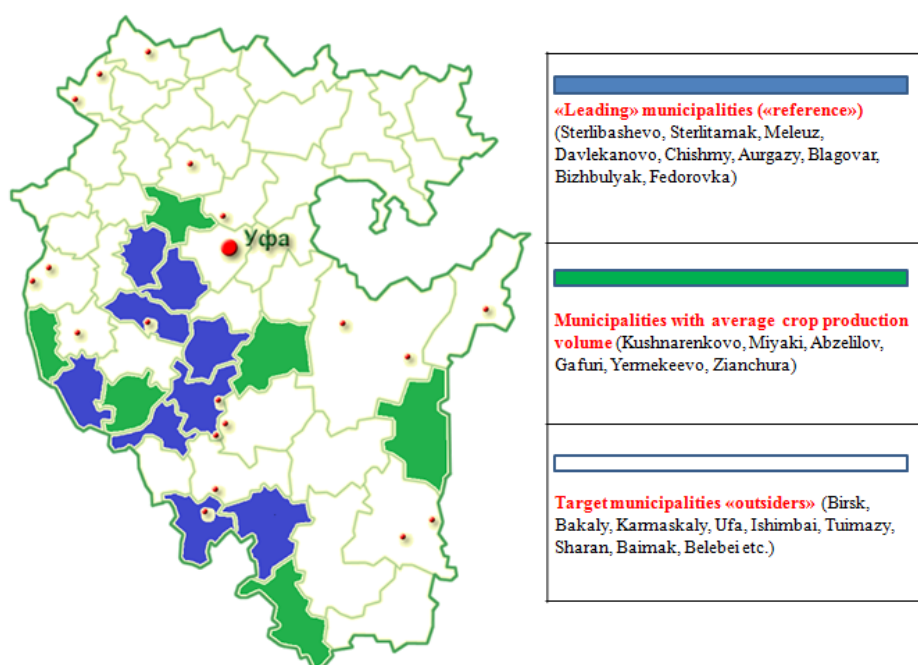 Уфа
«Leading» municipalities («reference»)
(Sterlibashevo, Sterlitamak, Meleuz,
Davlekanovo, Chishmy, Aurgazy, Blagovar,
Bizhbulyak, Fedorovka)
Municipalities with average crop production
volume (Kushnarenkovo, Miyaki, Abzelilov,
Gafuri, Yermekeevo, Zianchura)
Target municipalities «outsiders» (Birsk,
Bakaly, Karmaskaly, Ufa, Ishimbai, Tuimazy,
Sharan, Baimak, Belebei etc.)